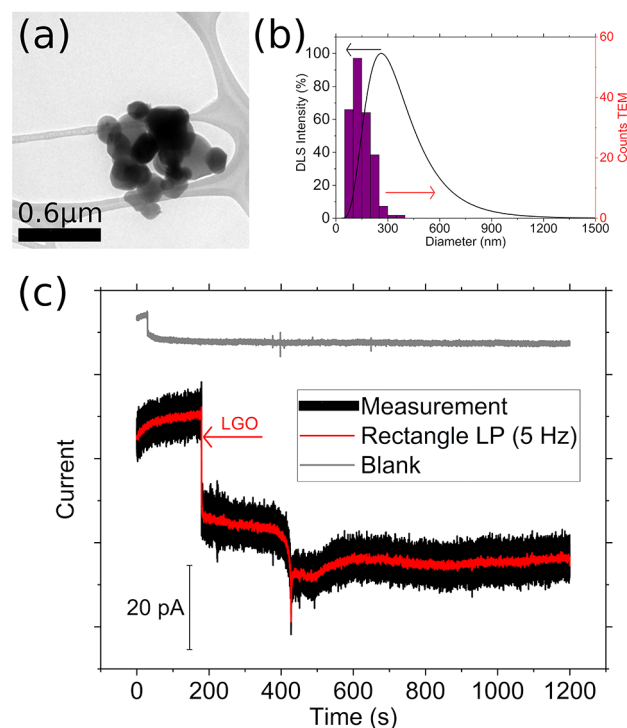 (a)
0.6µm
(b)
DLS Intensity (%)
100
80
60
40
20
0
60
40
20
0
Counts TEM
0 300 600 900 1200 1500
Diameter (nm)
(c)
Current
LGO
Measurement
Rectangle LP (5 Hz)
Blank
20 pA
0 200 400 600 800 1000 1200
Time (s)